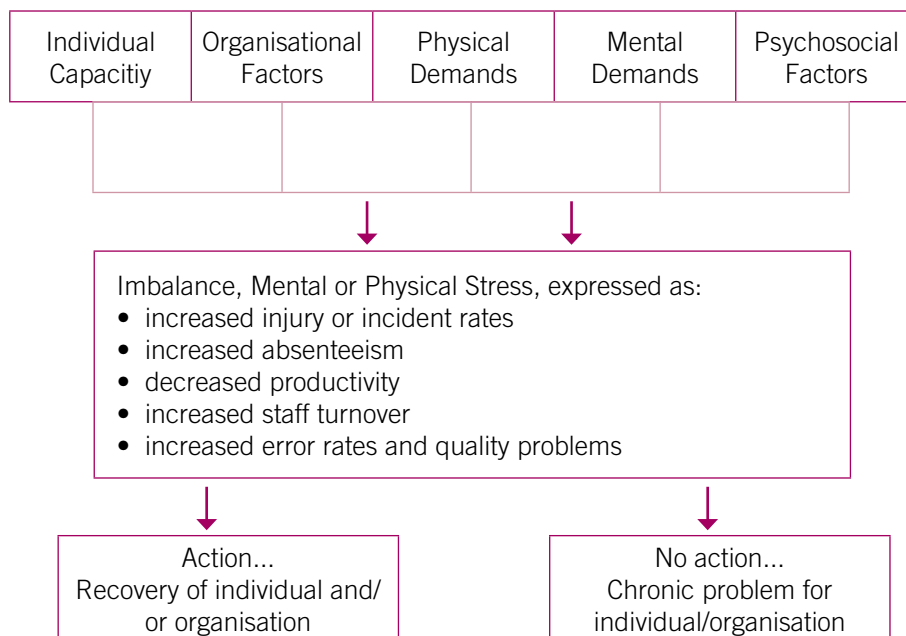 Individual
Capacitiy
Organisational
Factors
Physical
Demands
Mental
Demands
Psychosocial
Factors
Imbalance, Mental or Physical Stress, expressed as:
• increased injury or incident rates
• increased absenteeism
• decreased productivity
• increased staff turnover
• increased error rates and quality problems
Action...
Recovery of individual and/
or organisation
No action...
Chronic problem for
individual/organisation